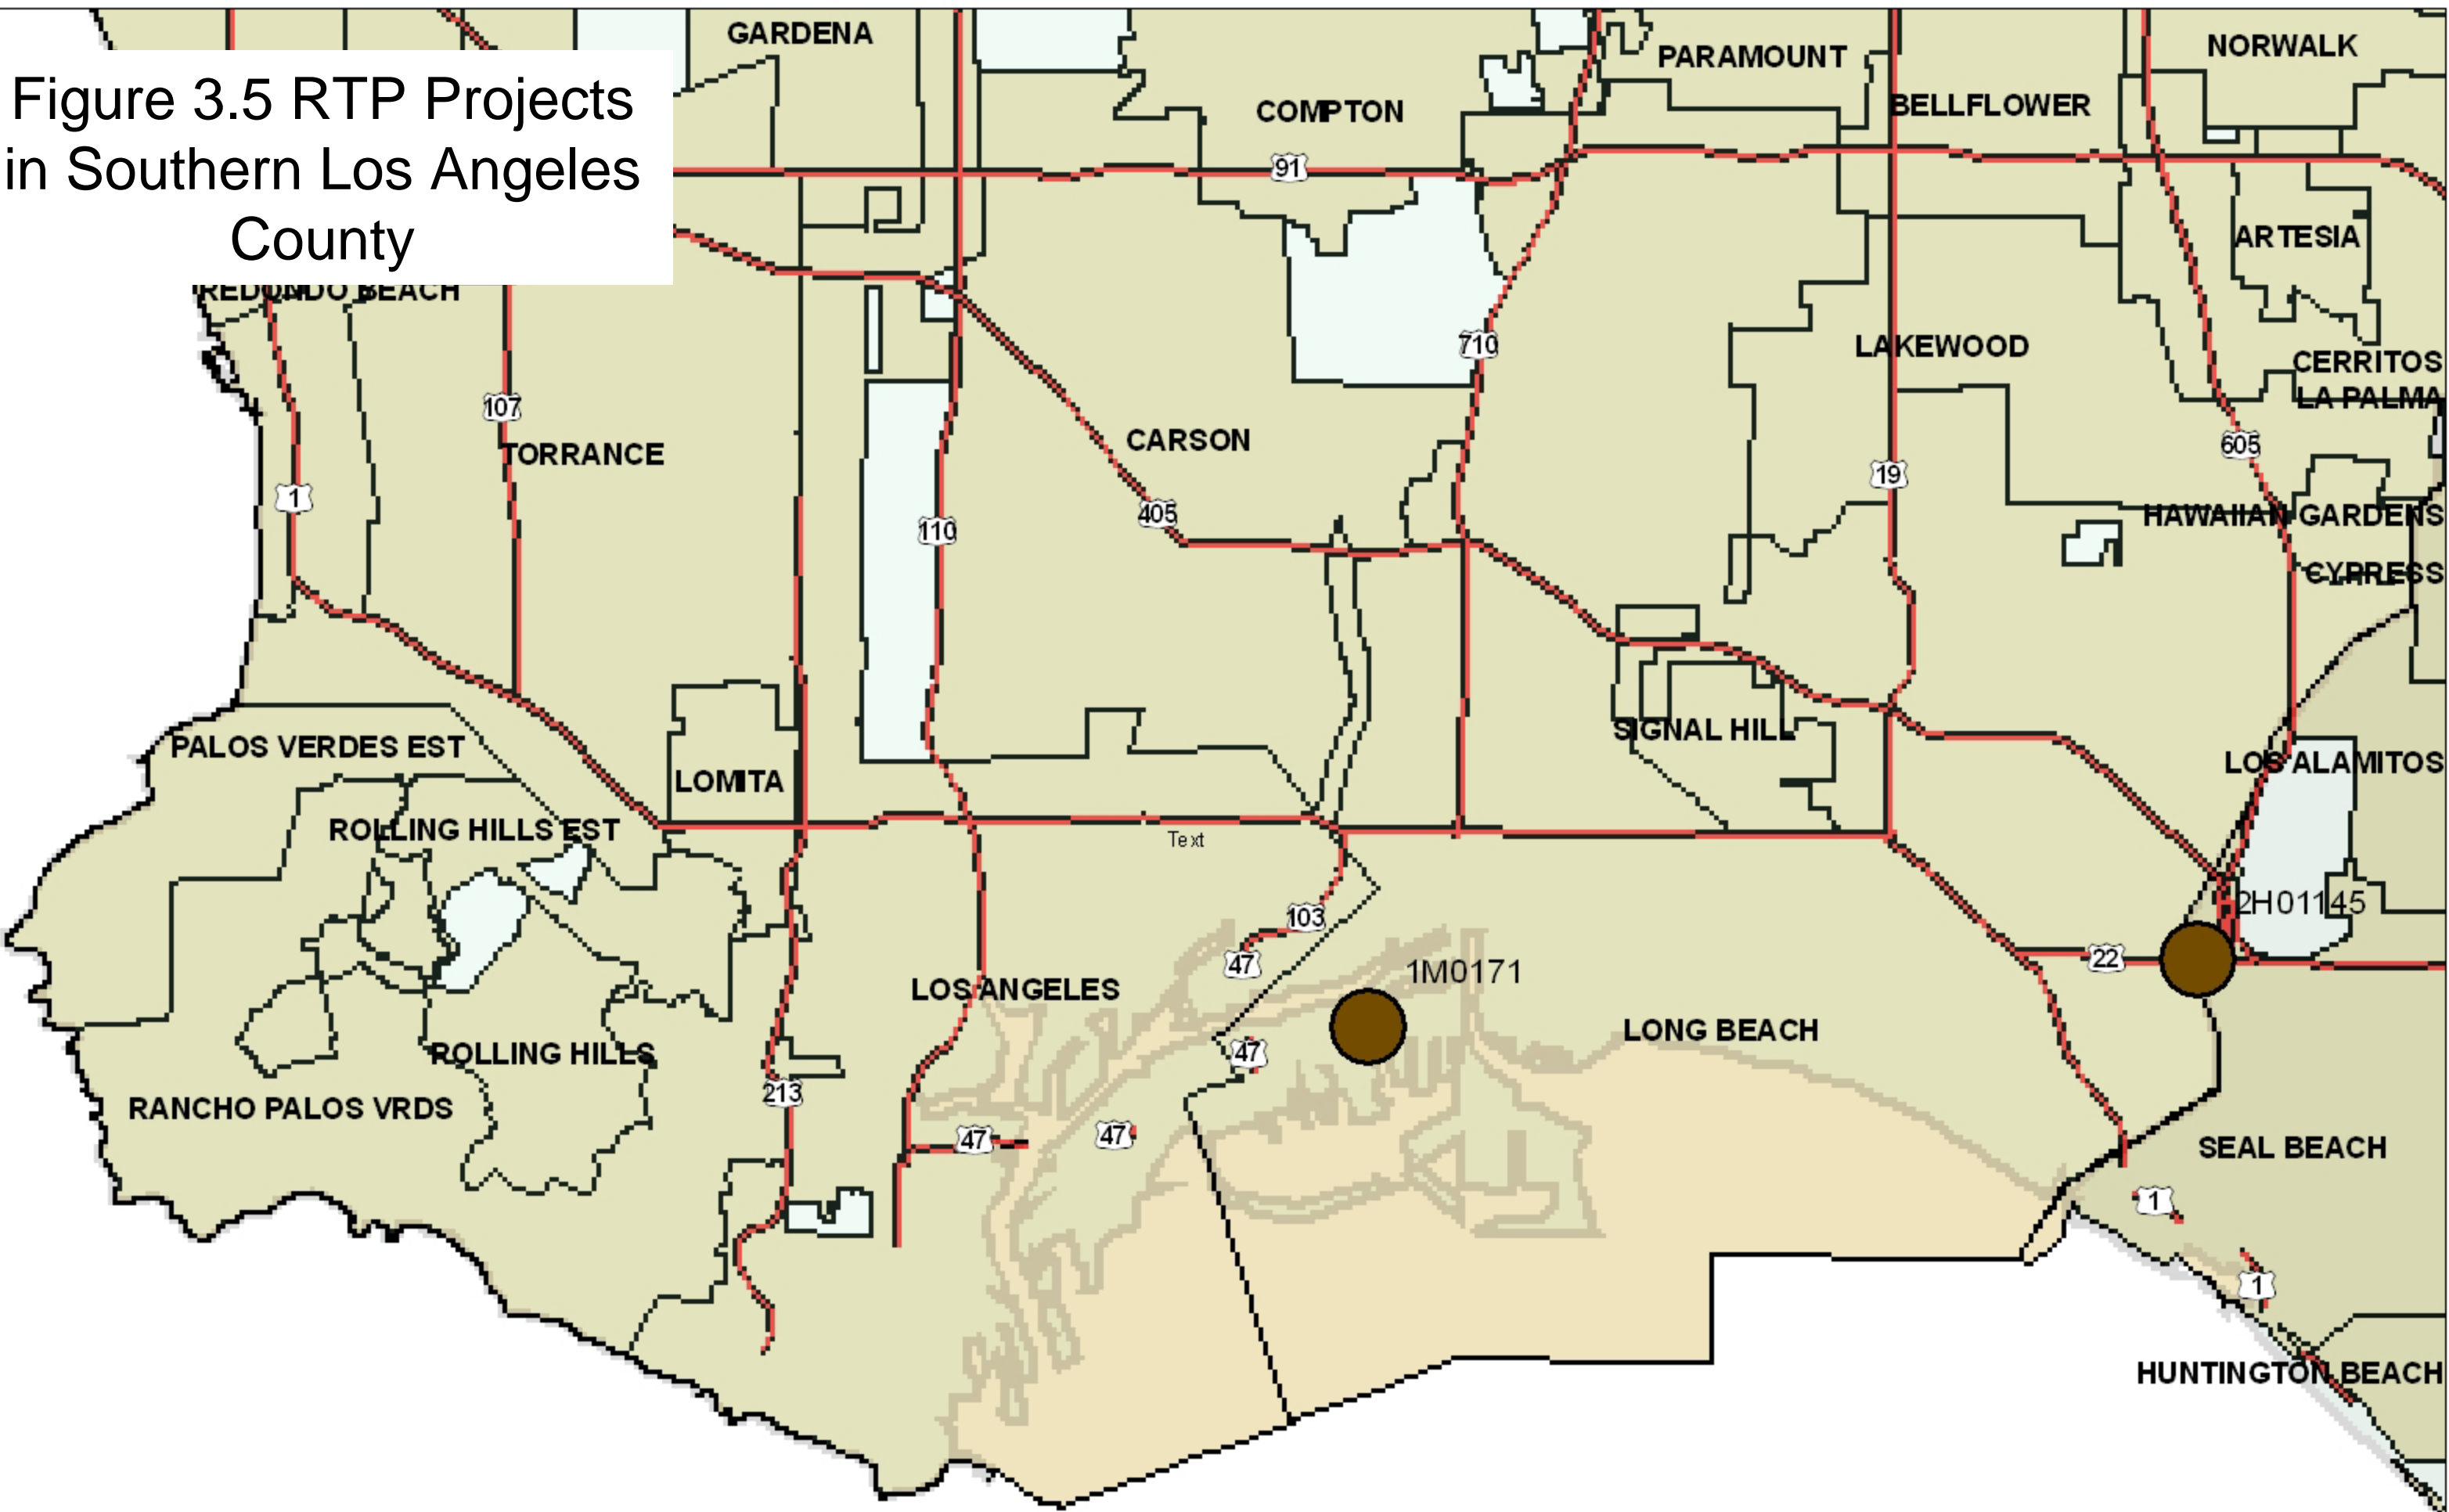 GARDENA
PARAMOUNT
NORWALK
Figure 3.5 RTP Projects
in Southern Los Angeles
County
COMPTON
BELLFLOWER
91
ARTESIA
REDONDO BEACH
710
LAKEWOOD
CERRITOS
LA PALMA
107
TORRANCE
CARSON
605
19
1
405
110
HAWAIIAN GARDENS
CYPRESS
SIGNAL HILL
PALOS VERDES EST
LOMITA
LOS ALAMITOS
ROLLING HILLS EST
Text
2H01145
103
47
22
1M0171
LOS ANGELES
LONG BEACH
47
ROLLING HILLS
213
RANCHO PALOS VRDS
47
47
SEAL BEACH
1
1
HUNTINGTON BEACH